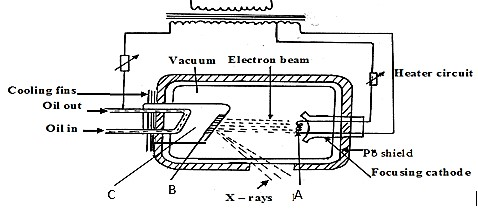 Vacuum
Electron beam
Heater circuit
Cooling fins
Oil out
Oil in
Pb shield
Focusing cathode
C
B
X – rays
A